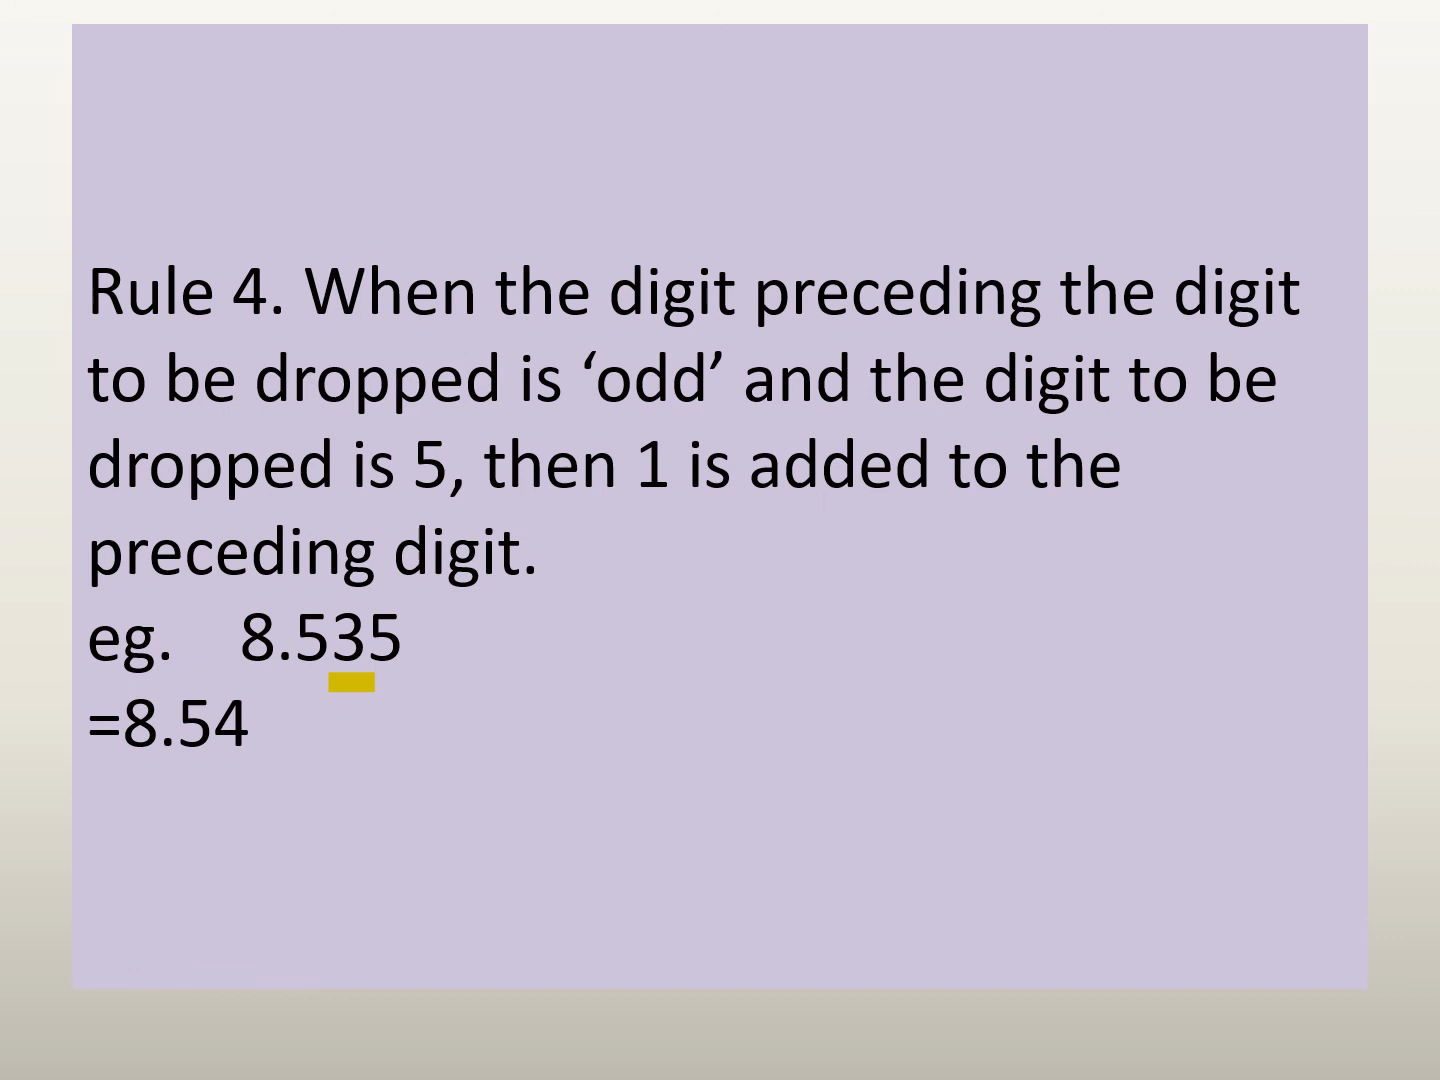 Rule 4. When the digit preceding the digit
to be dropped is ‘odd’ and the digit to be
dropped is 5, then 1 is added to the
preceding digit.
eg. 8.535
=8.54